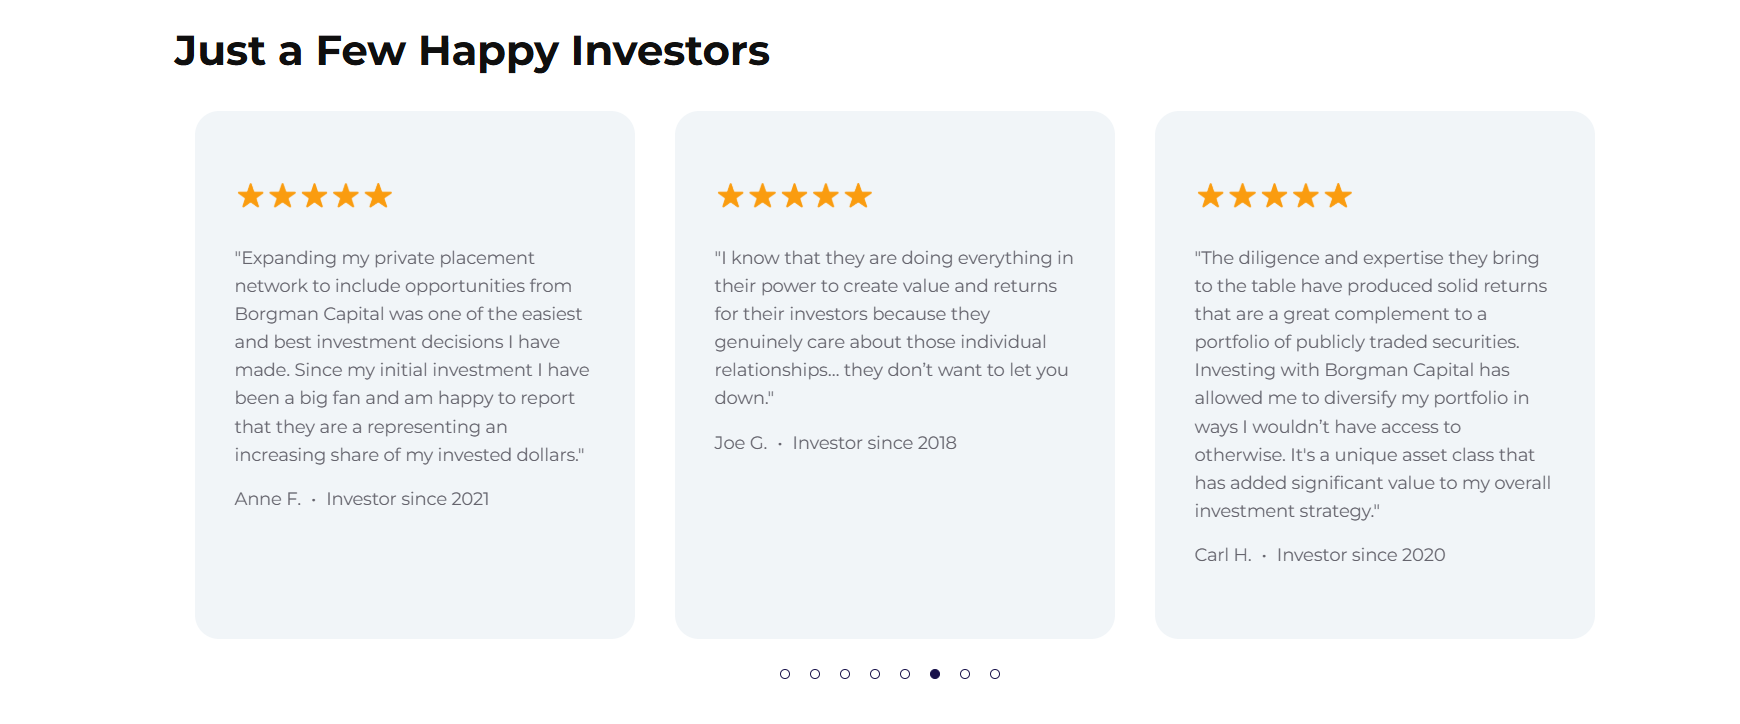 Just a Few Happy Investors
"Expanding my private placement
network to include opportunities from
Borgman Capital was one of the easiest
and best investment decisions I have
made. Since my initial investment I have
been a big fan and am happy to report
that they are a representing an
increasing share of my invested dollars."
Anne F. • Investor since 2021
"I know that they are doing everything in
their power to create value and returns
for their investors because they
genuinely care about those individual
relationships… they don’t want to let you
down."
Joe G. • Investor since 2018
"The diligence and expertise they bring
to the table have produced solid returns
that are a great complement to a
portfolio of publicly traded securities.
Investing with Borgman Capital has
allowed me to diversify my portfolio in
ways I wouldn’t have access to
otherwise. It's a unique asset class that
has added significant value to my overall
investment strategy."
Carl H. • Investor since 2020